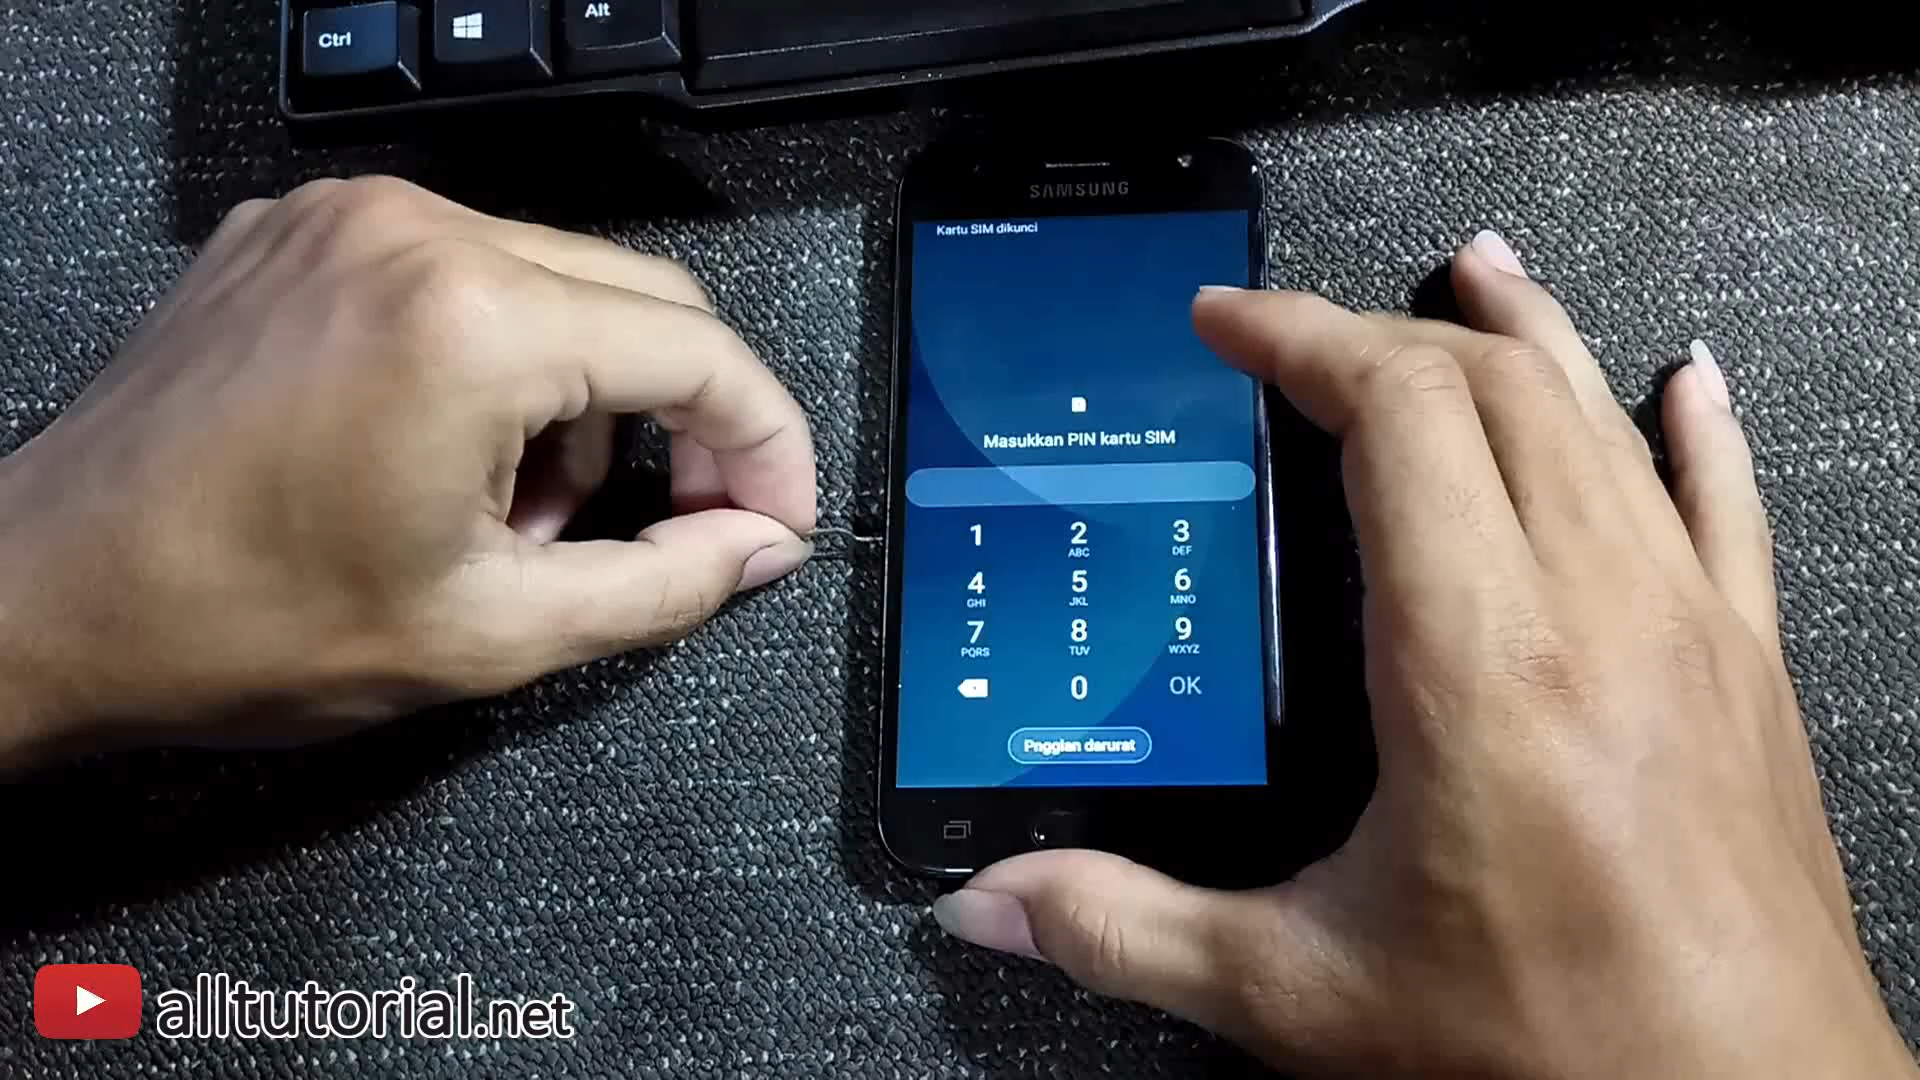 Ctrl
Alt
SAMSUNG
Kartu SIM dikunci
Masukkan PIN kartu SIM
1 2 3
ABC DEF
4 5 6
GHI JKL MNO
7 8 9
PQRS TUV WXYZ
0 OK
Pnggian darurat
alltutorial.net